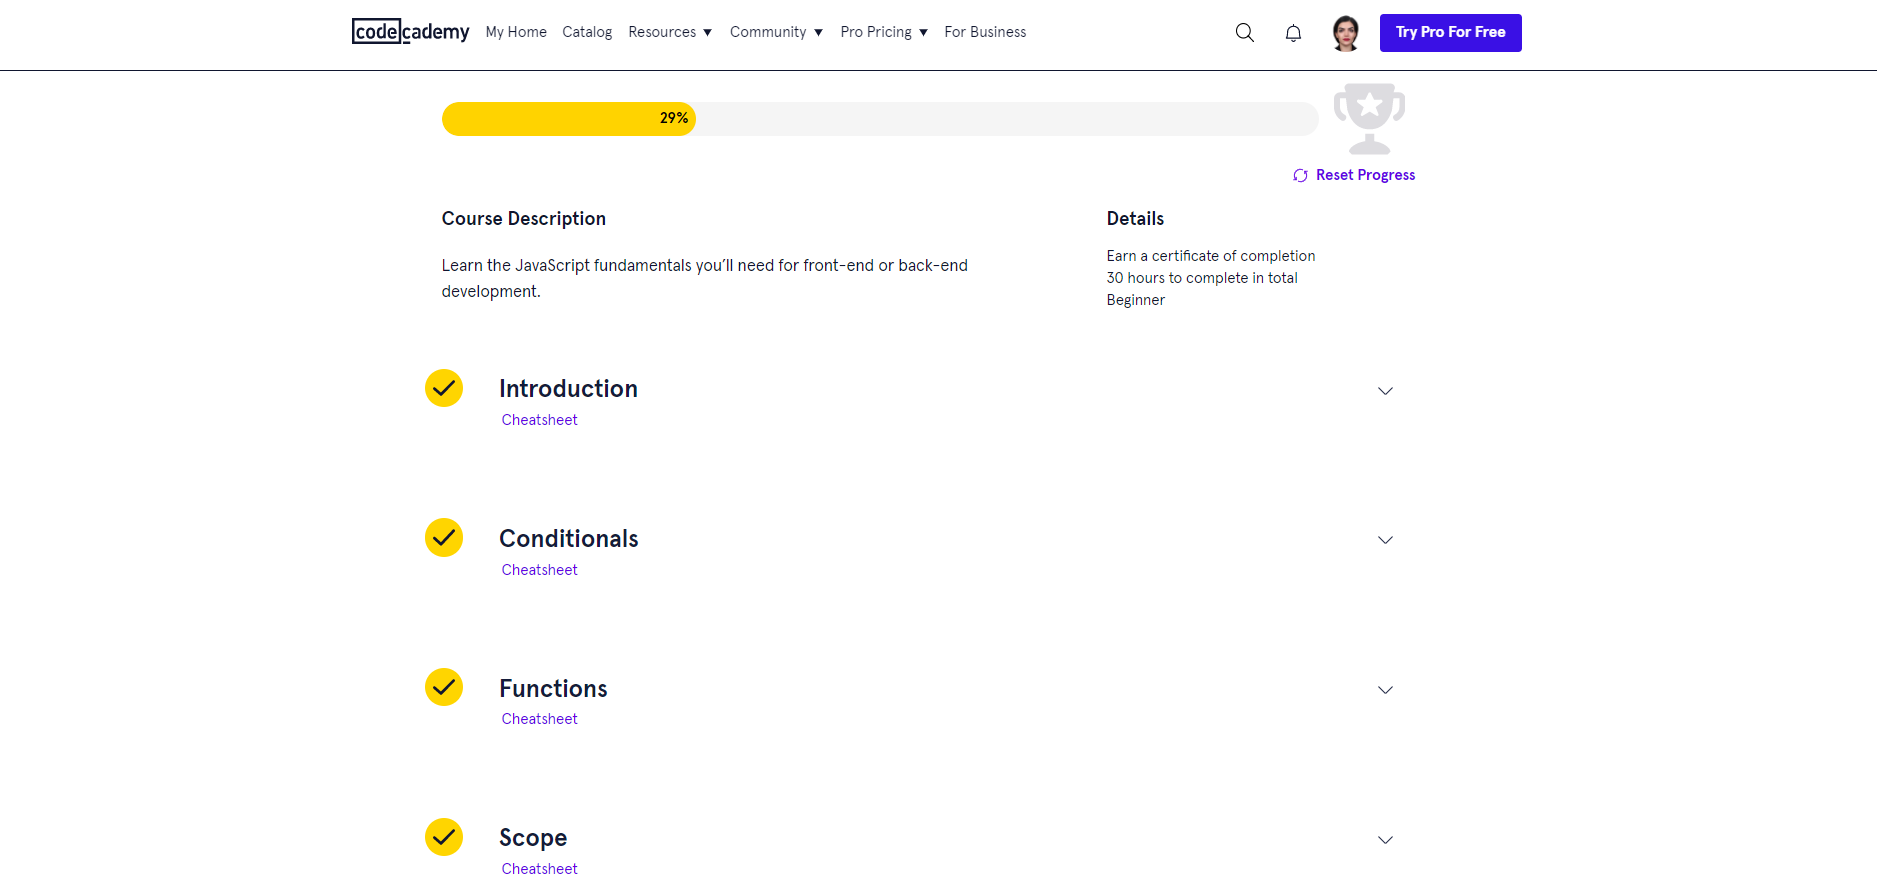 codecademy My Home Catalog Resources Community Pro Pricing For Business Try Pro For Free
29%
Reset Progress
Course Description
Learn the JavaScript fundamentals you’ll need for front-end or back-end
development.
Details
Earn a certificate of completion
30 hours to complete in total
Beginner
Introduction
Cheatsheet
Conditionals
Cheatsheet
Functions
Cheatsheet
Scope
Cheatsheet